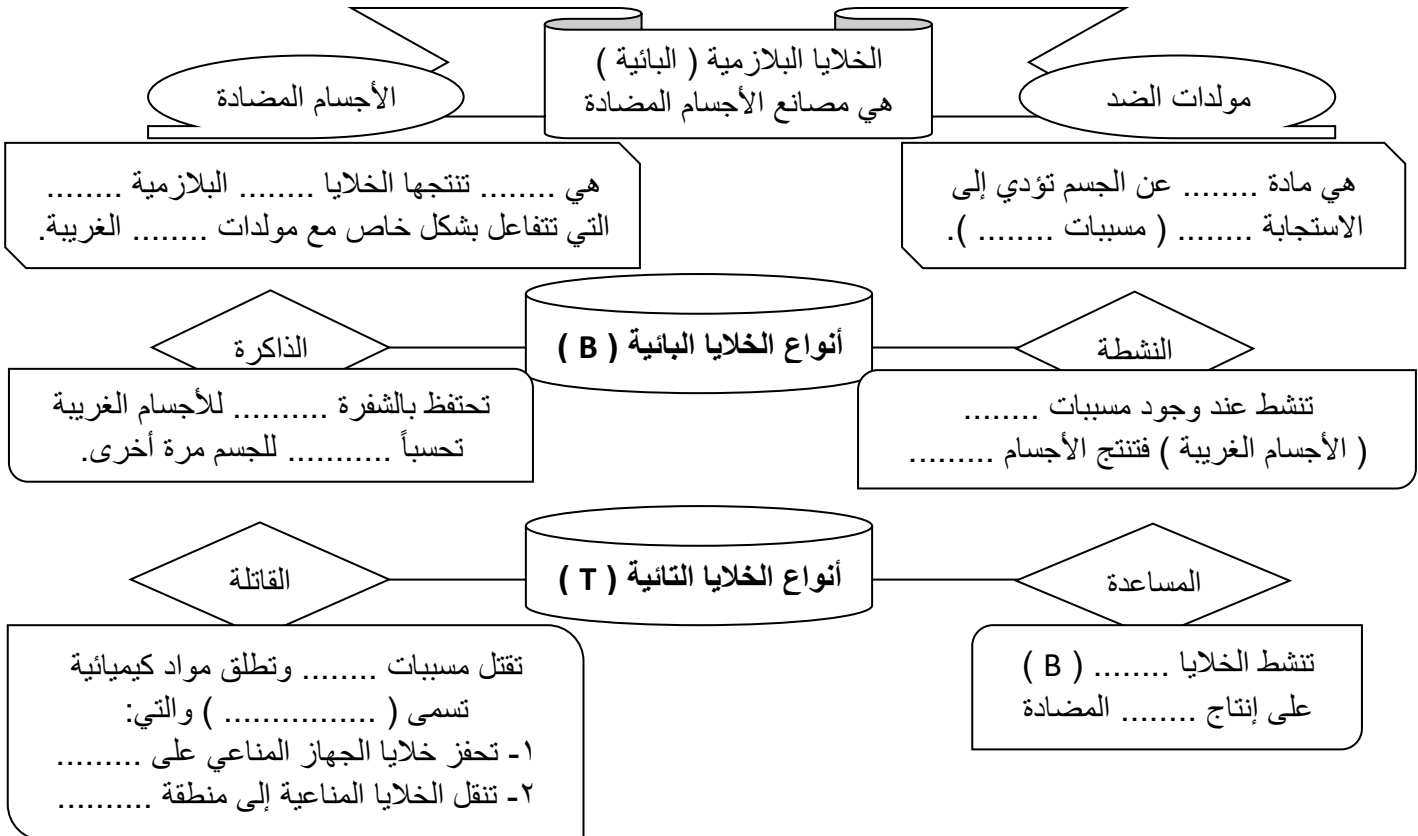 الخلايا البلازمية ( البائية )
هي مصانع الأجسام المضادة
مولدات الضد
الأجسام المضادة
هي مادة ........ عن الجسم تؤدي إلى
الاستجابة ........ ( مسببات ........ ).
هي ........ تنتجها الخلايا ........ البلازمية ........
التي تتفاعل بشكل خاص مع مولدات ........ الغريبة.
أنواع الخلايا البائية ( B )
النشطة
الذاكرة
تنشط عند وجود مسببات ........
( الأجسام الغريبة ) فتنتج الأجسام .........
تحتفظ بالشفرة .......... للأجسام الغريبة
تحسباً ........... للجسم مرة أخرى.
أنواع الخلايا التائية ( T )
المساعدة
القاتلة
تنشط الخلايا ........ ( B )
على إنتاج ........ المضادة
تقتل مسببات ........ وتطلق مواد كيميائية
تسمى ( ................ ) والتي:
١- تحفز خلايا الجهاز المناعي على .........
٢- تنقل الخلايا المناعية إلى منطقة ..........